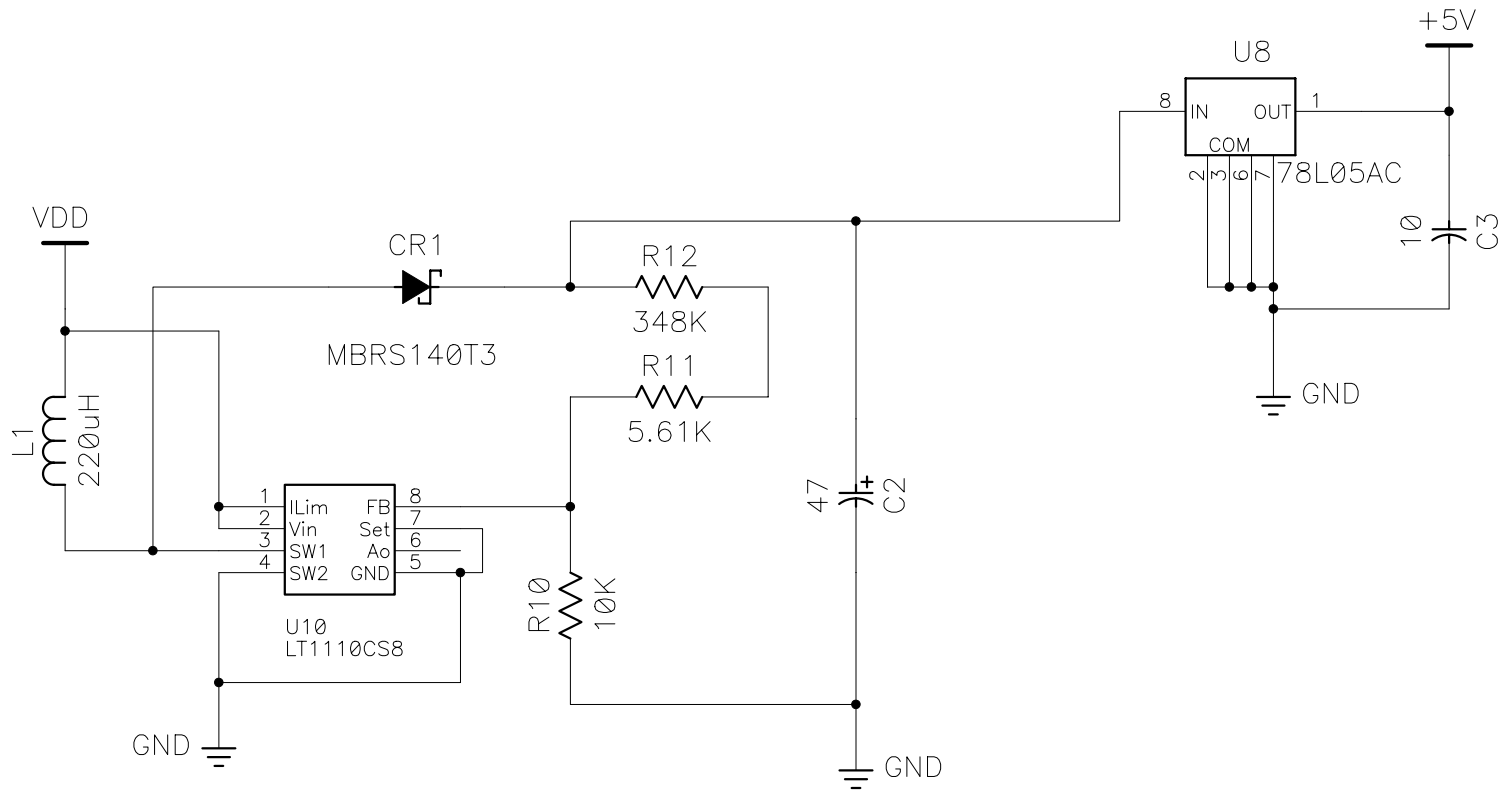 +5V
U8
8
IN
OUT
1
COM
2
3
6
7
78L05AC
VDD
CR1
R12
10
C3
348K
MBRS140T3
R11
GND
L1
220uH
5.61K
47
C2
1
ILim
FB
8
2
Vin
Set
7
3
SW1
Ao
6
4
SW2
GND
5
R10
10K
U10
LT1110CS8
GND
GND